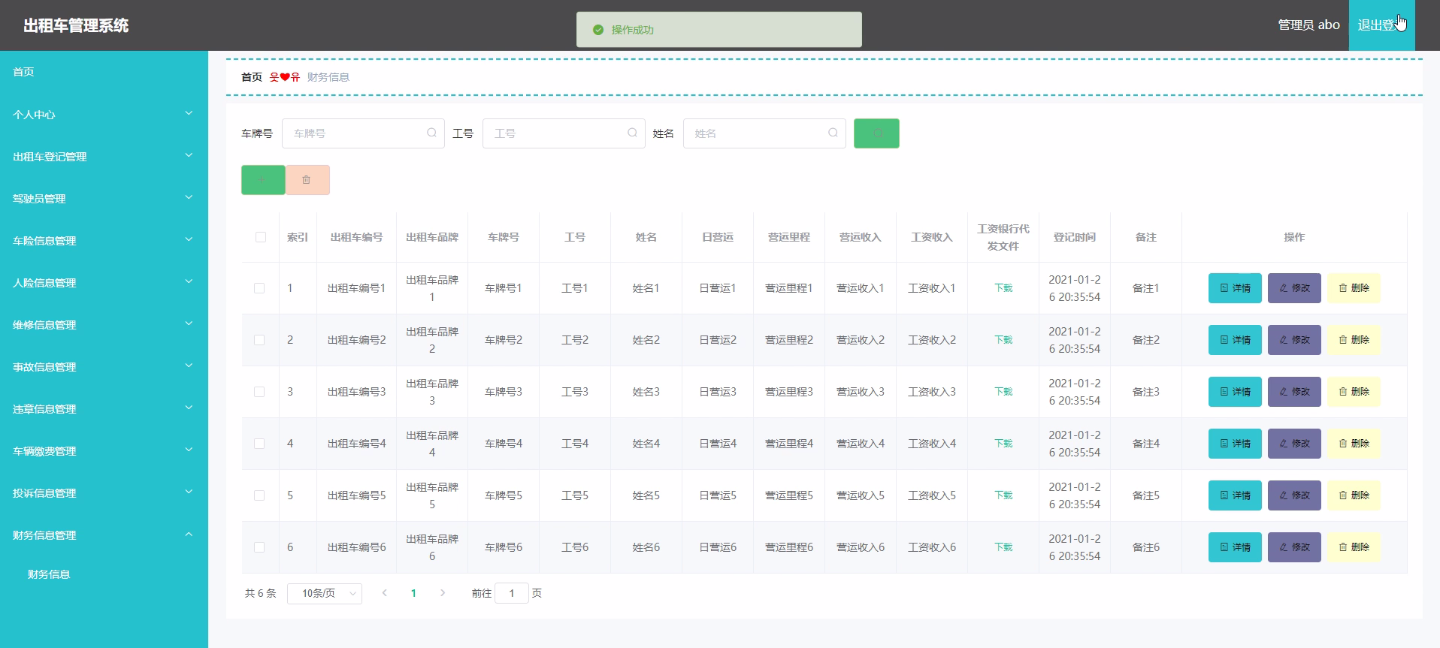 出租车管理系统
操作成功
管理员 abo
首页
个人中心
出租车登记管理
驾驶员管理
车险信息管理
人险信息管理
维修信息管理
事故信息管理
违章信息管理
车辆缴费管理
投诉信息管理
财务信息管理
财务信息
首页 웃❤유 财务信息
车牌号 车牌号 工号 工号 姓名 姓名
索引 出租车编号 出租车品牌 车牌号 工号 姓名 日营运 营运里程 营运收入 工资收入 工资银行代 登记时间 备注 操作
发文件
1 出租车编号1 出租车品牌 车牌号1 工号1 姓名1 日营运1 营运里程1 营运收入1 工资收入1 下载 2021-01-2 备注1 详情 修改 删除
1 6 20:35:54
2 出租车编号2 出租车品牌 车牌号2 工号2 姓名2 日营运2 营运里程2 营运收入2 工资收入2 下载 2021-01-2 备注2 详情 修改 删除
2 6 20:35:54
3 出租车编号3 出租车品牌 车牌号3 工号3 姓名3 日营运3 营运里程3 营运收入3 工资收入3 下载 2021-01-2 备注3 详情 修改 删除
3 6 20:35:54
4 出租车编号4 出租车品牌 车牌号4 工号4 姓名4 日营运4 营运里程4 营运收入4 工资收入4 下载 2021-01-2 备注4 详情 修改 删除
4 6 20:35:54
5 出租车编号5 出租车品牌 车牌号5 工号5 姓名5 日营运5 营运里程5 营运收入5 工资收入5 下载 2021-01-2 备注5 详情 修改 删除
5 6 20:35:54
6 出租车编号6 出租车品牌 车牌号6 工号6 姓名6 日营运6 营运里程6 营运收入6 工资收入6 下载 2021-01-2 备注6 详情 修改 删除
6 6 20:35:54
共 6 条 10条/页 1 前往 1 页